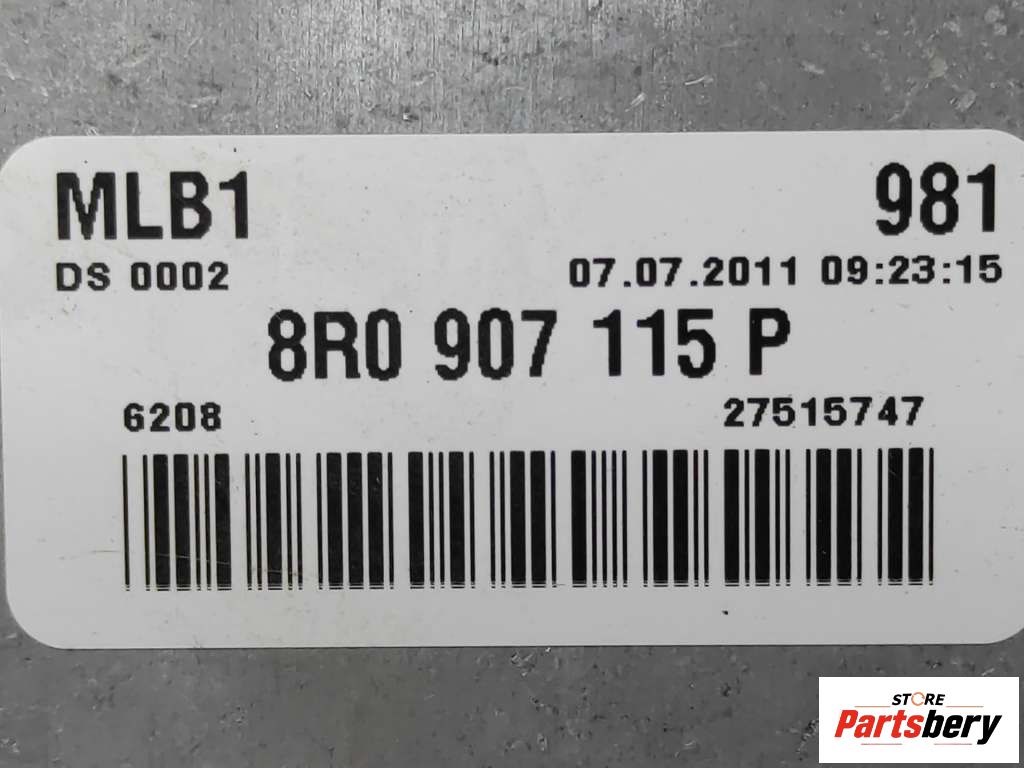 MLB1 981
DS 0002 07.07.2011 09:23:15
8R0 907 115 P
6208 27515747
STORE
Partsbery